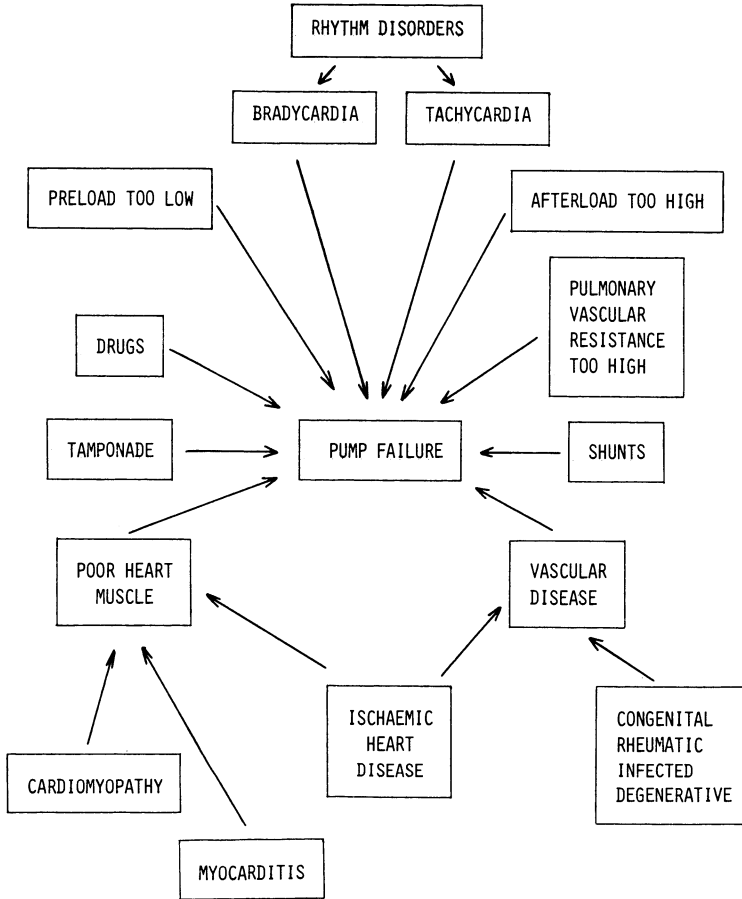 RHYTHM DISORDERS
BRADYCARDIA
TACHYCARDIA
PRELOAD TOO LOW
AFTERLOAD TOO HIGH
PULMONARY
VASCULAR
RESISTANCE
TOO HIGH
DRUGS
TAMPONADE
PUMP FAILURE
SHUNTS
POOR HEART
MUSCLE
VASCULAR
DISEASE
ISCHAEMIC
HEART
DISEASE
CONGENITAL
RHEUMATIC
INFECTED
DEGENERATIVE
CARDIOMYOPATHY
MYOCARDITIS